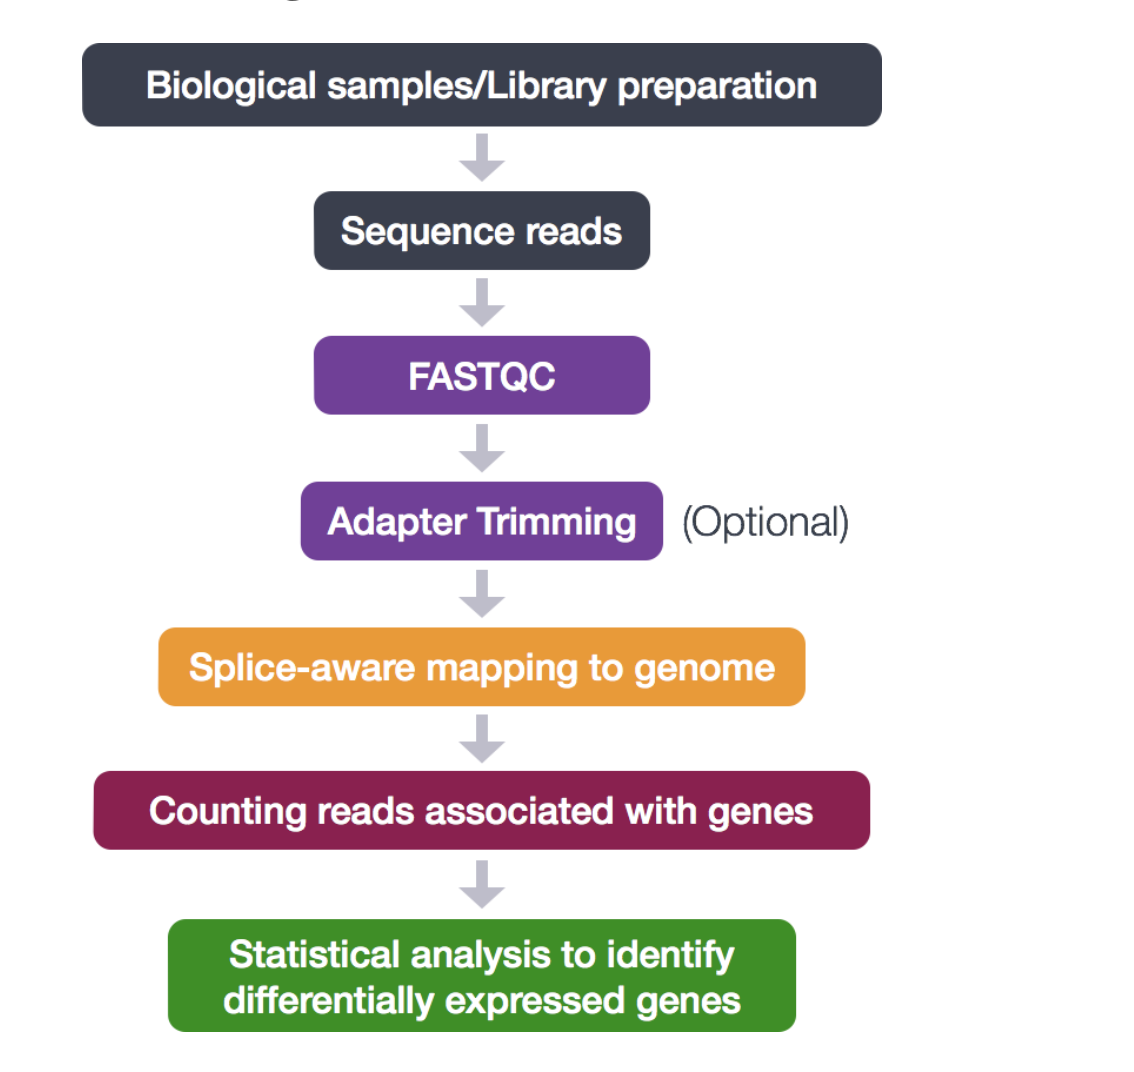 Biological samples/Library preparation
Sequence reads
FASTQC
Adapter Trimming (Optional)
Splice-aware mapping to genome
Counting reads associated with genes
Statistical analysis to identify
differentially expressed genes